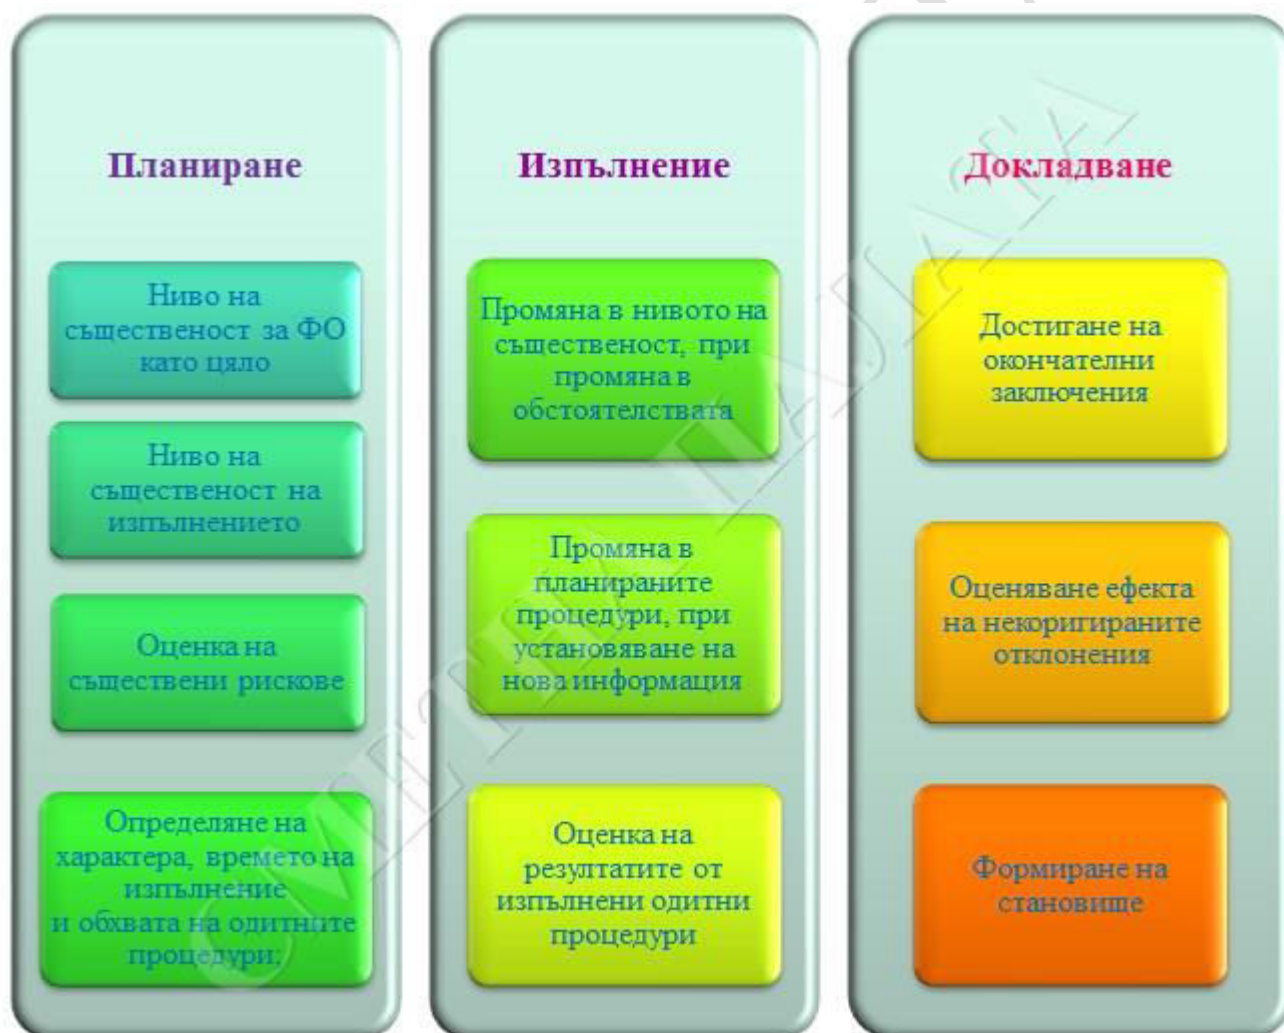 Планиране
Ниво на
същественост за ФО
като цяло
Ниво на
същественост на
изпълнението
Оценка на
съществени рискове
Определяне на
характера, времето на
изпълнение
и обхвата на одитните
процедури;
Изпълнение
Промяна в нивото на
същественост, при
промяна в
обстоятелствата
Промяна в
планираните
процедури, при
установяване на
нова информация
Оценка на
резултатите от
изпълнени одитни
процедури
Докладване
Достигане на
окончателни
заключения
Оценяване ефекта
на некоригираните
отклонения
Формиране на
становище
СМЕТНА ПАЛАТА